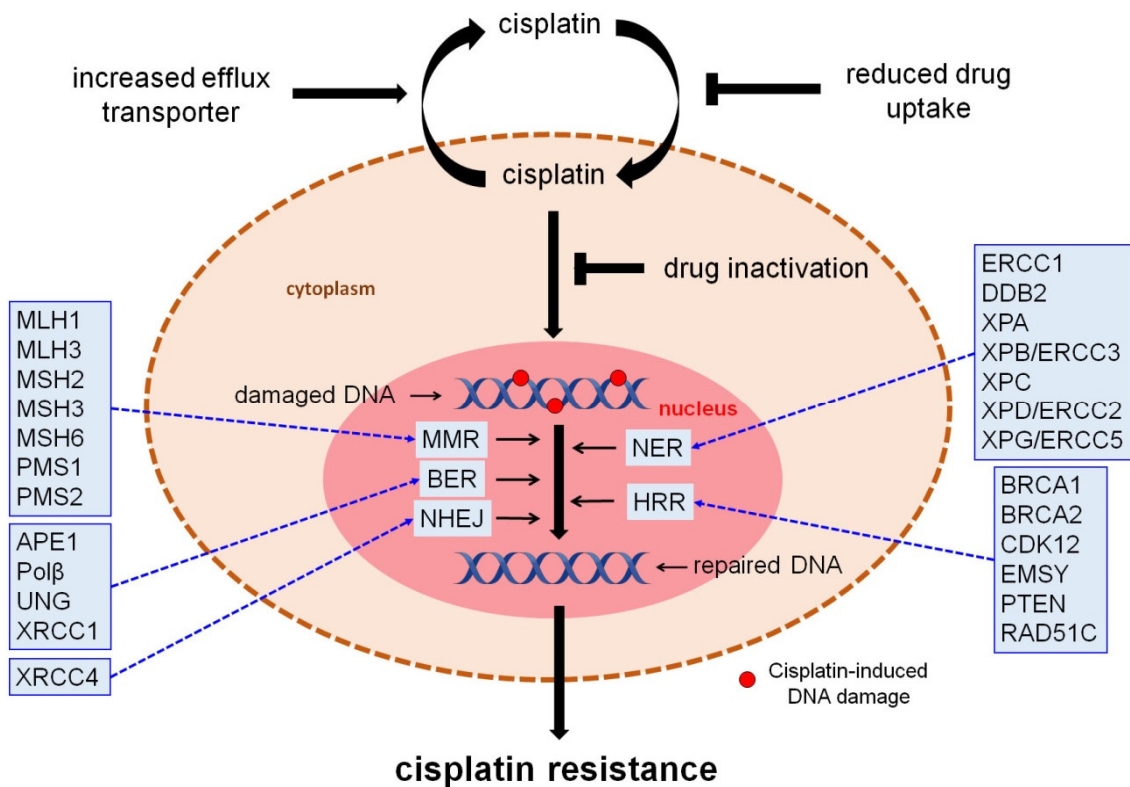 cisplatin
increased efflux
transporter
reduced drug
uptake
cisplatin
drug inactivation
cytoplasm
ERCC1
DDB2
XPA
XPB/ERCC3
XPC
XPD/ERCC2
XPG/ERCC5
MLH1
MLH3
MSH2
MSH3
MSH6
PMS1
PMS2
damaged DNA
nucleus
MMR
NER
BER
HRR
NHEJ
BRCA1
BRCA2
CDK12
EMSY
PTEN
RAD51C
APE1
Polβ
UNG
XRCC1
repaired DNA
XRCC4
Cisplatin-induced
DNA damage
cisplatin resistance